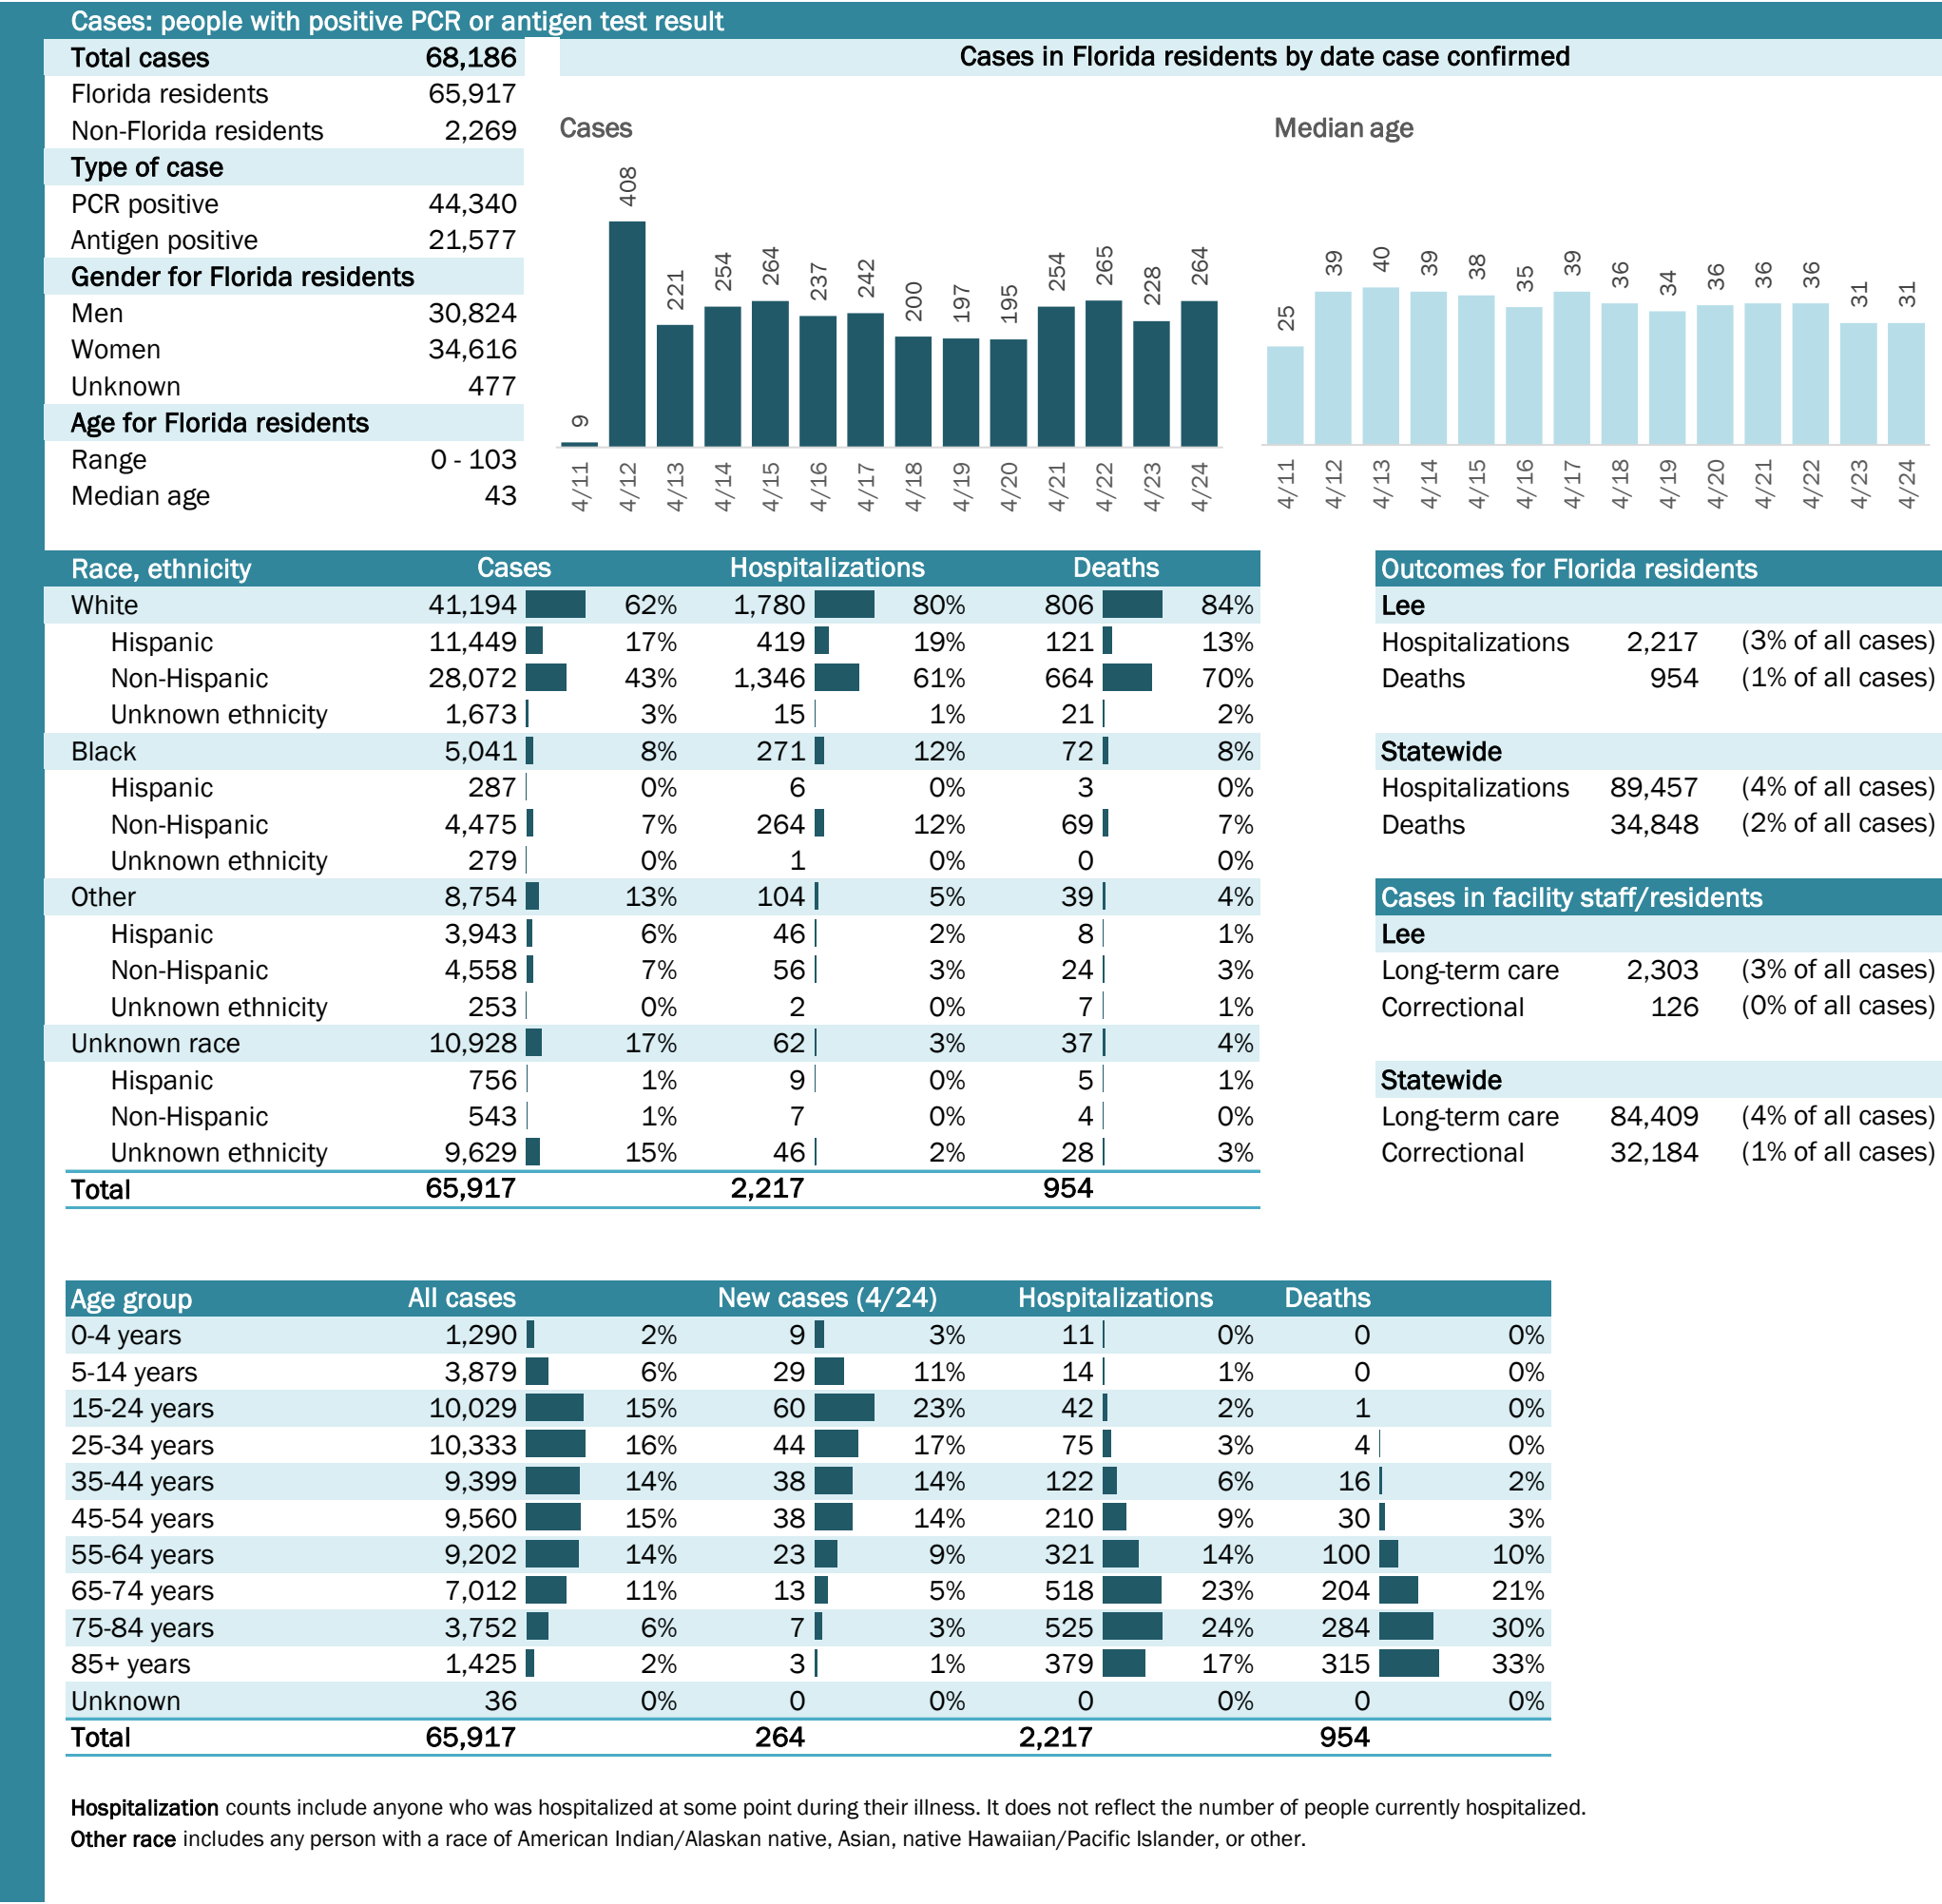 Cases: people with positive PCR or antigen test result
Total cases 68,186
Florida residents 65,917
Non-Florida residents 2,269
Type of case
PCR positive 44,340
Antigen positive 21,577
Gender for Florida residents
Men 30,824
Women 34,616
Unknown 477
Age for Florida residents
Range 0 - 103
Median age 43
Cases in Florida residents by date case confirmed
Cases
9 408 221 254 264 237 242 200 197 195 254 265 228 264
4/11 4/12 4/13 4/14 4/15 4/16 4/17 4/18 4/19 4/20 4/21 4/22 4/23 4/24
Median age
25 39 40 39 38 35 39 36 34 36 36 36 31 31
4/11 4/12 4/13 4/14 4/15 4/16 4/17 4/18 4/19 4/20 4/21 4/22 4/23 4/24
Race, ethnicity Cases Hospitalizations Deaths
White 41,194 62% 1,780 80% 806 84%
Hispanic 11,449 17% 419 19% 121 13%
Non-Hispanic 28,072 43% 1,346 61% 664 70%
Unknown ethnicity 1,673 3% 15 1% 21 2%
Black 5,041 8% 271 12% 72 8%
Hispanic 287 0% 6 0% 3 0%
Non-Hispanic 4,475 7% 264 12% 69 7%
Unknown ethnicity 279 0% 1 0% 0 0%
Other 8,754 13% 104 5% 39 4%
Hispanic 3,943 6% 46 2% 8 1%
Non-Hispanic 4,558 7% 56 3% 24 3%
Unknown ethnicity 253 0% 2 0% 7 1%
Unknown race 10,928 17% 62 3% 37 4%
Hispanic 756 1% 9 0% 5 1%
Non-Hispanic 543 1% 7 0% 4 0%
Unknown ethnicity 9,629 15% 46 2% 28 3%
Total 65,917 2,217 954
Outcomes for Florida residents
Lee
Hospitalizations 2,217 (3% of all cases)
Deaths 954 (1% of all cases)
Statewide
Hospitalizations 89,457 (4% of all cases)
Deaths 34,848 (2% of all cases)
Cases in facility staff/residents
Lee
Long-term care 2,303 (3% of all cases)
Correctional 126 (0% of all cases)
Statewide
Long-term care 84,409 (4% of all cases)
Correctional 32,184 (1% of all cases)
Age group All cases New cases (4/24) Hospitalizations Deaths
0-4 years 1,290 2% 9 3% 11 0% 0 0%
5-14 years 3,879 6% 29 11% 14 1% 0 0%
15-24 years 10,029 15% 60 23% 42 2% 1 0%
25-34 years 10,333 16% 44 17% 75 3% 4 0%
35-44 years 9,399 14% 38 14% 122 6% 16 2%
45-54 years 9,560 15% 38 14% 210 9% 30 3%
55-64 years 9,202 14% 23 9% 321 14% 100 10%
65-74 years 7,012 11% 13 5% 518 23% 204 21%
75-84 years 3,752 6% 7 3% 525 24% 284 30%
85+ years 1,425 2% 3 1% 379 17% 315 33%
Unknown 36 0% 0 0% 0 0% 0 0%
Total 65,917 264 2,217 954
Hospitalization counts include anyone who was hospitalized at some point during their illness. It does not reflect the number of people currently hospitalized.
Other race includes any person with a race of American Indian/Alaskan native, Asian, native Hawaiian/Pacific Islander, or other.